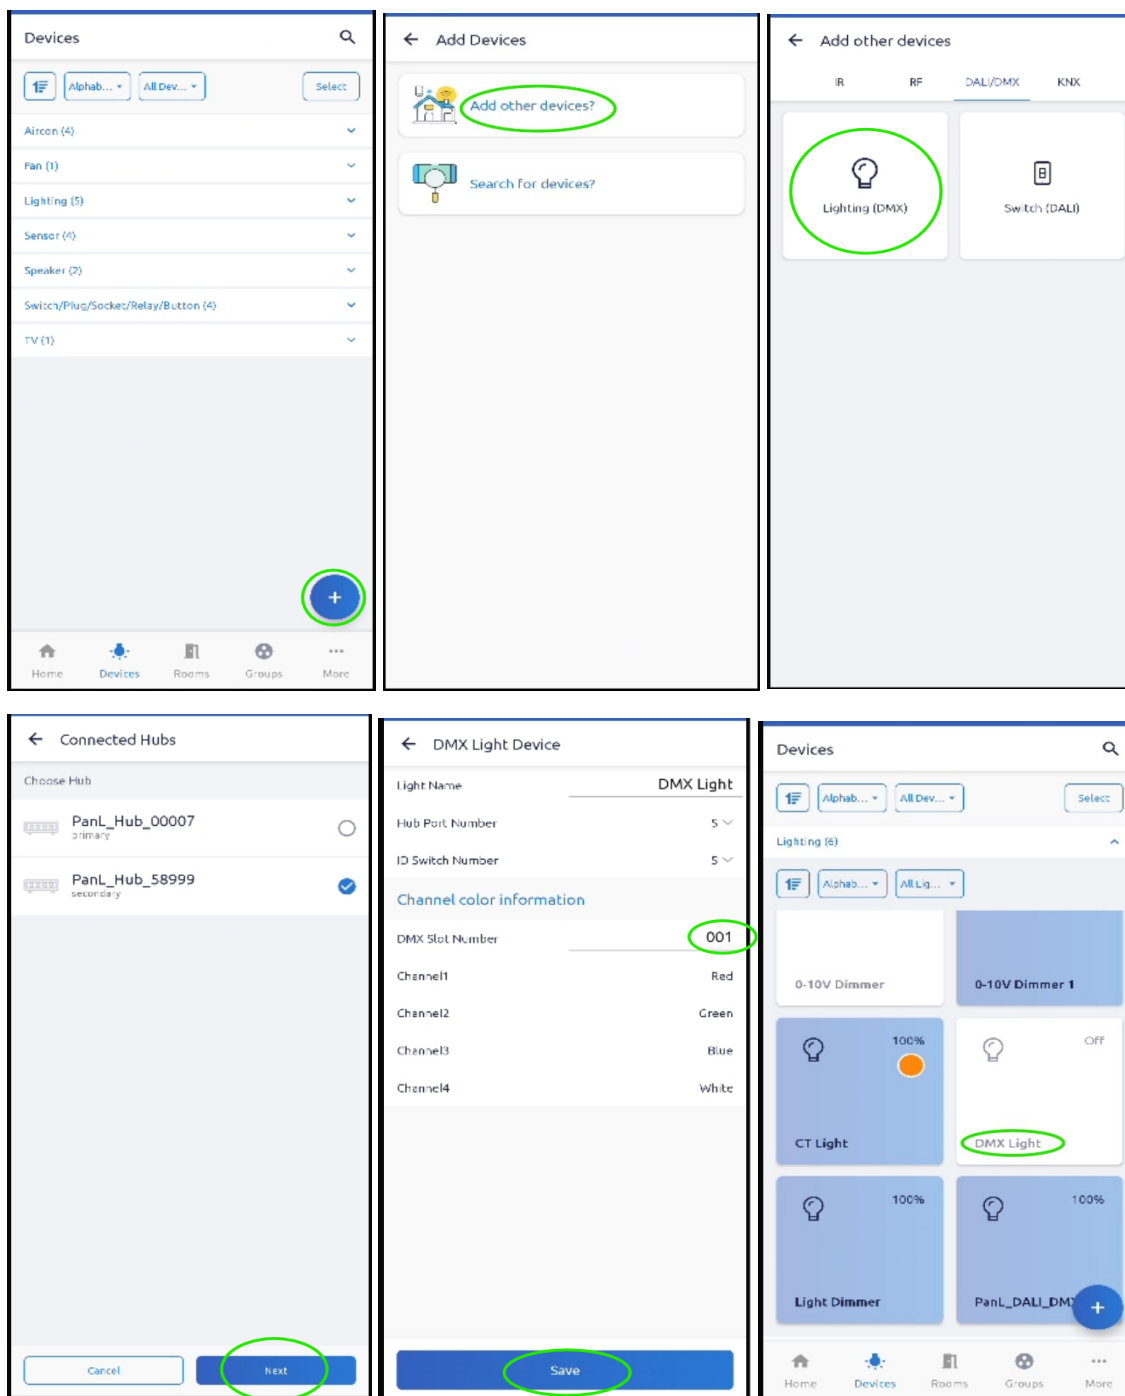 Devices
Alphab...
All Dev...
Select
Aircon (4)
Fan (1)
Lighting (5)
Sensor (4)
Speaker (2)
Switch/Plug/Socket/Relay/Button (4)
TV (1)
+
Home
Devices
Rooms
Groups
More
Add Devices
Add other devices?
Search for devices?
Add other devices
IR
RF
DALI/DMX
KNX
Lighting (DMX)
Switch (DALI)
Connected Hubs
Choose Hub
PanL_Hub_00007
primary
PanL_Hub_58999
secondary
Cancel
Next
DMX Light Device
Light Name DMX Light
Hub Port Number 5
ID Switch Number 5
Channel color information
DMX Slot Number 001
Channel1 Red
Channel2 Green
Channel3 Blue
Channel4 White
Save
Devices
Alphab...
All Dev...
Select
Lighting (6)
Alphab...
All Lig...
0-10V Dimmer
0-10V Dimmer 1
100%
CT Light
Off
DMX Light
100%
Light Dimmer
100%
PanL_DALI_DMX
+
Home
Devices
Rooms
Groups
More